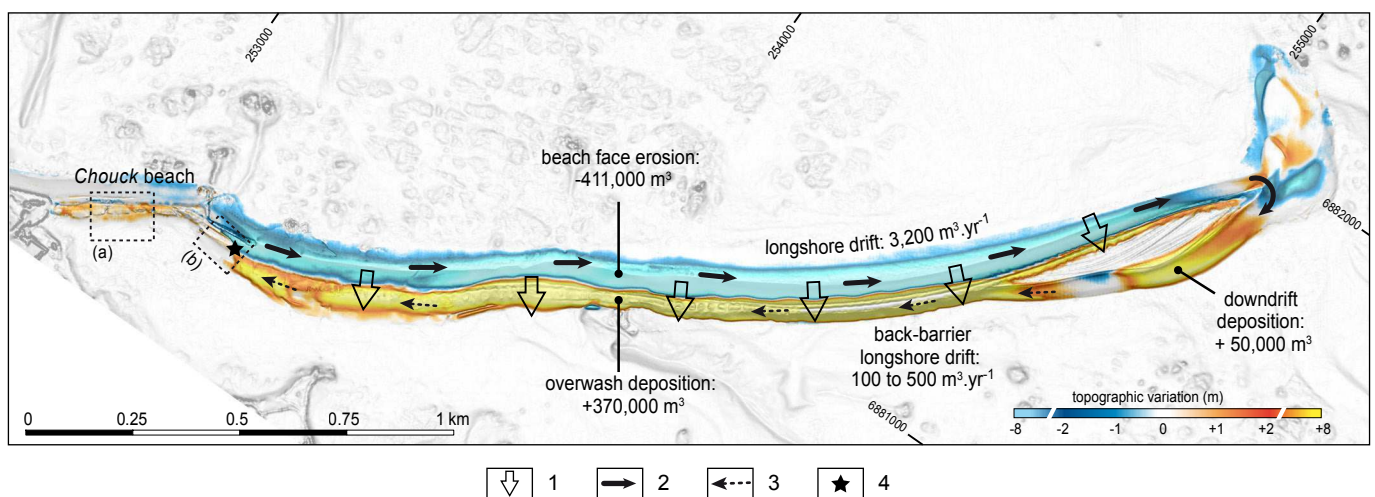 253000
254000
255000
beach face erosion:
-411,000 m³
Chouck beach
(a)
(b)
longshore drift: 3,200 m³.yr⁻¹
6882000
downdrift
deposition:
+ 50,000 m³
back-barrier
longshore drift:
100 to 500 m³.yr⁻¹
overwash deposition:
+370,000 m³
6881000
topographic variation (m)
-8 -2 -1 0 +1 +2 +8
0 0.25 0.5 0.75 1 km
1 2 3 4